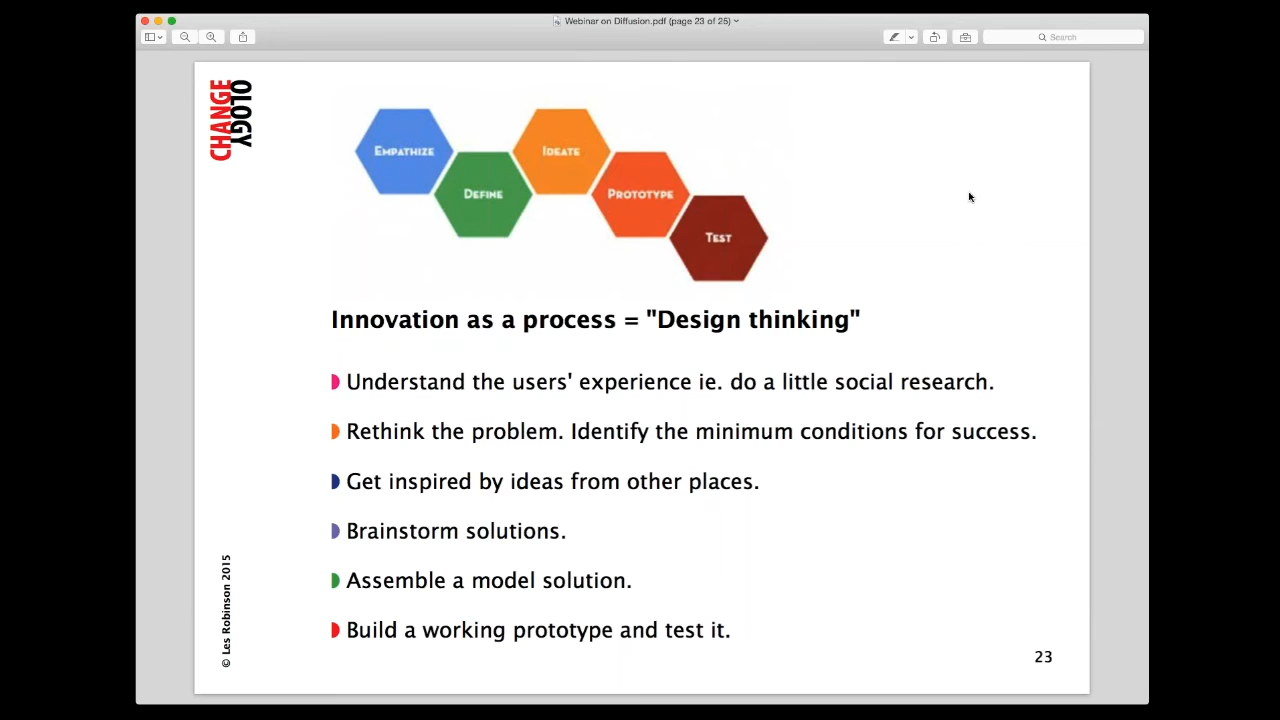 Webinar on Diffusion.pdf (page 23 of 25)
Search
CHANGE
OLOGY
EMPATHIZE
DEFINE
IDEATE
PROTOTYPE
TEST
Innovation as a process = "Design thinking"
Understand the users' experience ie. do a little social research.
Rethink the problem. Identify the minimum conditions for success.
Get inspired by ideas from other places.
Brainstorm solutions.
Assemble a model solution.
Build a working prototype and test it.
© Les Robinson 2015
23